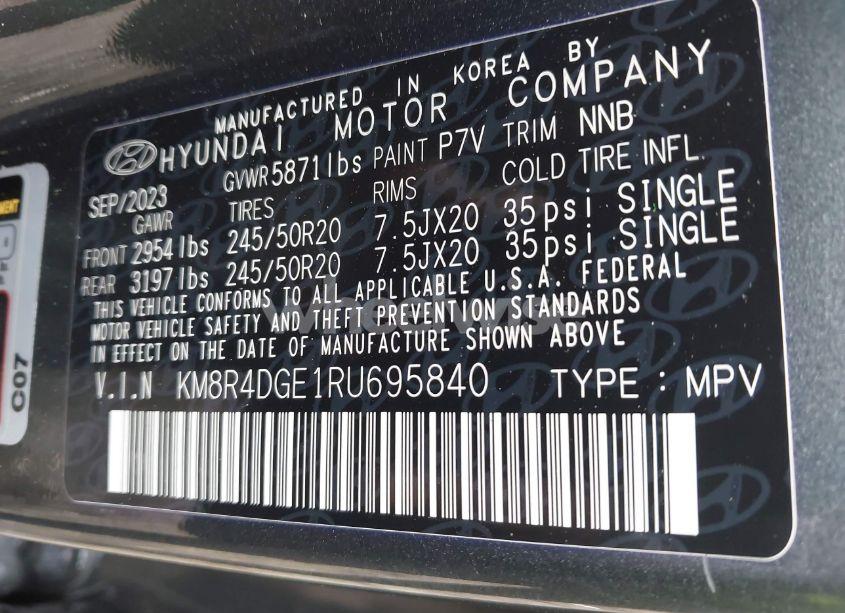 MANUFACTURED IN KOREA BY
HYUNDAI MOTOR COMPANY
SEP/2023 GVWR 5871 lbs PAINT P7V TRIM NNB
GAWR TIRES RIMS COLD TIRE INFL.
FRONT 2954 lbs 245/50R20 7.5JX20 35psi SINGLE
REAR 3197 lbs 245/50R20 7.5JX20 35psi SINGLE
THIS VEHICLE CONFORMS TO ALL APPLICABLE U.S.A. FEDERAL
MOTOR VEHICLE SAFETY AND THEFT PREVENTION STANDARDS
IN EFFECT ON THE DATE OF MANUFACTURE SHOWN ABOVE
V.I.N KM8R4DGE1RU695840 TYPE : MPV
C07